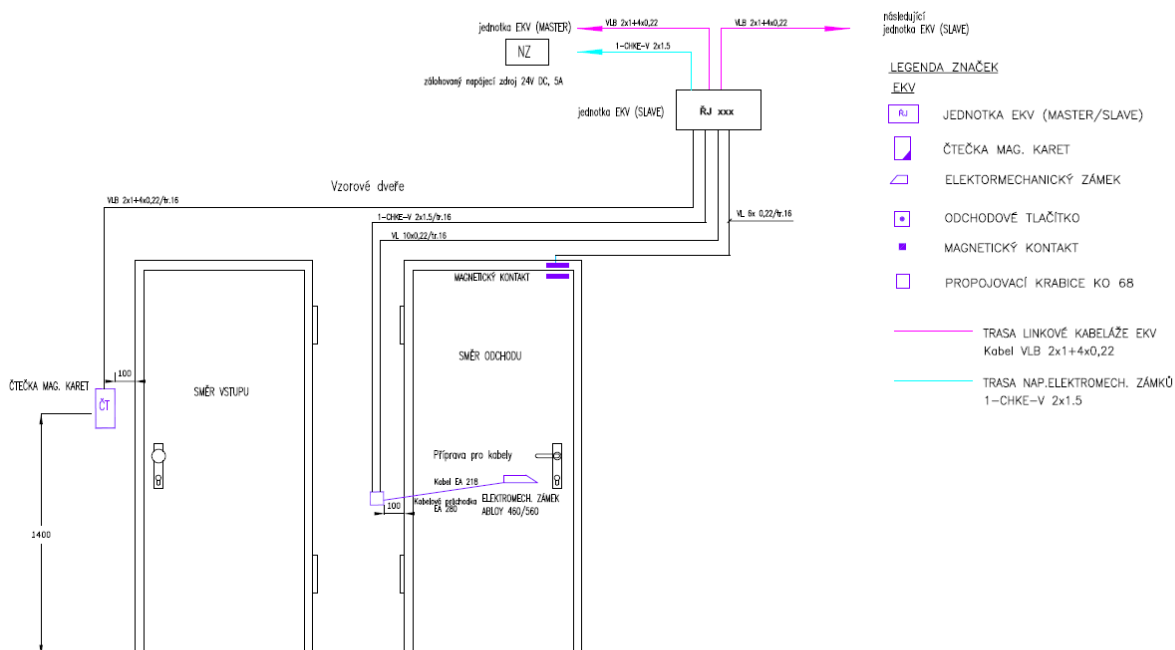 jednotka EKV (MASTER)
VLB 2x1+4x0,22
VLB 2x1+4x0,22
následující
jednotka EKV (SLAVE)
NZ
1-CHKE-V 2x1.5
zálohovaný napájecí zdroj 24V DC, 5A
jednotka EKV (SLAVE)
ŘJ xxx
Vzorové dveře
VLB 2x1+4x0,22/tr.16
1-CHKE-V 2x1.5/tr.16
VL 6x 0,22/tr.16
VL 10x0,22/tr.16
MAGNETICKÝ KONTAKT
SMĚR ODCHODU
100
ČTEČKA MAG. KARET
ČT
SMĚR VSTUPU
Příprava pro kabely
Kabel EA 218
Kabelová průchodka
EA 280
ELEKTROMECH. ZÁMEK
ABLOY 460/560
100
1400
LEGENDA ZNAČEK
EKV
ŘJ
JEDNOTKA EKV (MASTER/SLAVE)
ČTEČKA MAG. KARET
ELEKTORMECHANICKÝ ZÁMEK
ODCHODOVÉ TLAČÍTKO
MAGNETICKÝ KONTAKT
PROPOJOVACÍ KRABICE KO 68
TRASA LINKOVÉ KABELÁŽE EKV
Kabel VLB 2x1+4x0,22
TRASA NAP.ELEKTROMECH. ZÁMKŮ
1-CHKE-V 2x1.5